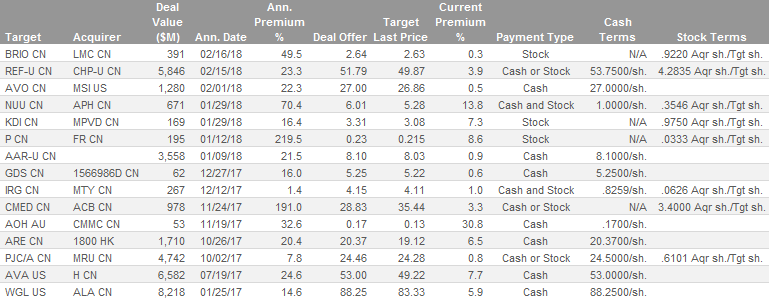 Deal Ann. Current
Value Premium Target Premium Cash
Target Acquirer ($M) Ann. Date % Deal Offer Last Price % Payment Type Terms Stock Terms
BRIO CN LMC CN 391 02/16/18 49.5 2.64 2.63 0.3 Stock N/A .9220 Aqr sh./Tgt sh.
REF-U CN CHP-U CN 5,846 02/15/18 23.3 51.79 49.87 3.9 Cash or Stock 53.7500/sh. 4.2835 Aqr sh./Tgt sh.
AVO CN MSI US 1,280 02/01/18 22.3 27.00 26.86 0.5 Cash 27.0000/sh.
NUU CN APH CN 671 01/29/18 70.4 6.01 5.28 13.8 Cash and Stock 1.0000/sh. .3546 Aqr sh./Tgt sh.
KDI CN MPVD CN 169 01/29/18 16.4 3.31 3.08 7.3 Stock N/A .9750 Aqr sh./Tgt sh.
P CN FR CN 195 01/12/18 219.5 0.23 0.215 8.6 Stock N/A .0333 Aqr sh./Tgt sh.
AAR-U CN 3,558 01/09/18 21.5 8.10 8.03 0.9 Cash 8.1000/sh.
GDS CN 1566986D CN 62 12/27/17 16.0 5.25 5.22 0.6 Cash 5.2500/sh.
IRG CN MTY CN 267 12/12/17 1.4 4.15 4.11 1.0 Cash and Stock .8259/sh. .0626 Aqr sh./Tgt sh.
CMED CN ACB CN 978 11/24/17 191.0 28.83 35.44 3.3 Cash or Stock N/A 3.4000 Aqr sh./Tgt sh.
AOH AU CMMC CN 53 11/19/17 32.6 0.17 0.13 30.8 Cash .1700/sh.
ARE CN 1800 HK 1,710 10/26/17 20.4 20.37 19.12 6.5 Cash 20.3700/sh.
PJC/A CN MRU CN 4,742 10/02/17 7.8 24.46 24.28 0.8 Cash or Stock 24.5000/sh. .6101 Aqr sh./Tgt sh.
AVA US H CN 6,582 07/19/17 24.6 53.00 49.22 7.7 Cash 53.0000/sh.
WGL US ALA CN 8,218 01/25/17 14.6 88.25 83.33 5.9 Cash 88.2500/sh.